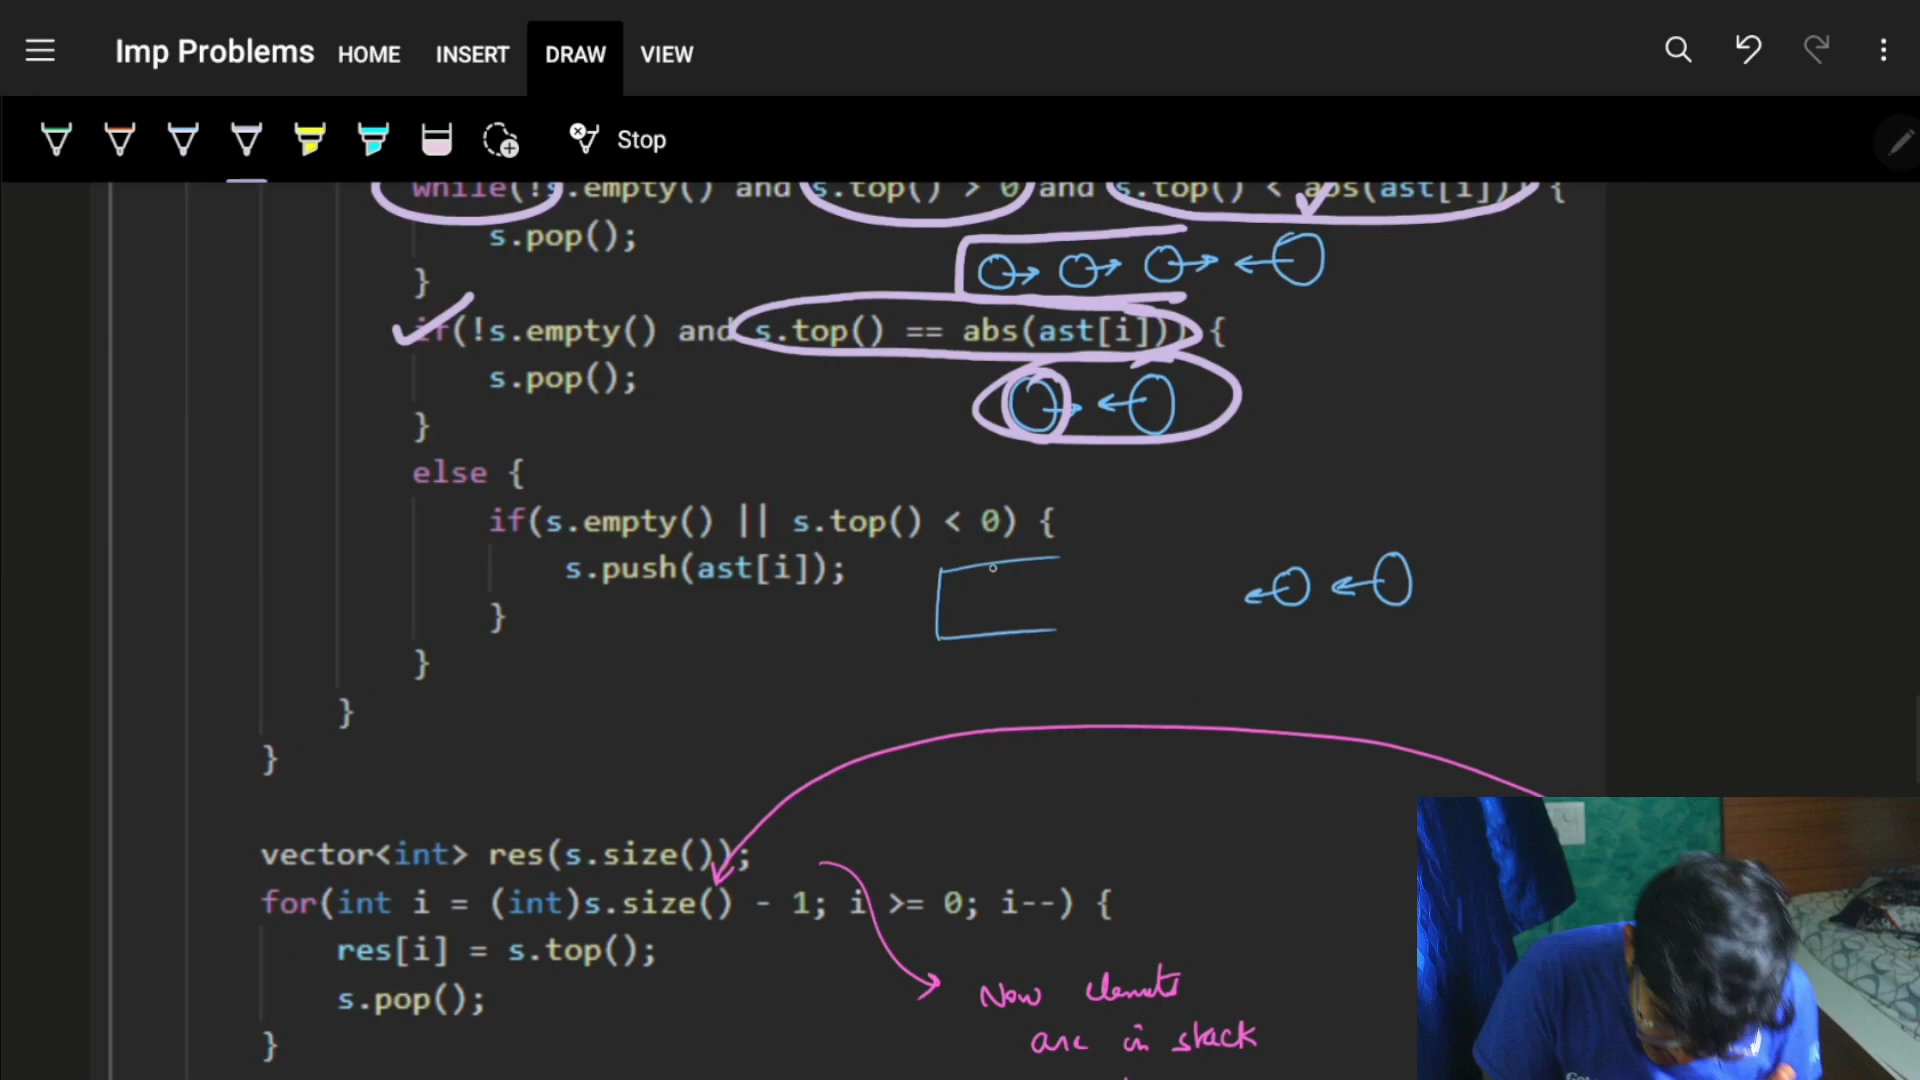 Imp Problems HOME INSERT DRAW VIEW
Stop
while(!s.empty() and s.top() > 0 and s.top() < abs(ast[i])) {
s.pop();
}
if(!s.empty() and s.top() == abs(ast[i])) {
s.pop();
}
else {
if(s.empty() || s.top() < 0) {
s.push(ast[i]);
}
}
}
}
vector<int> res(s.size());
for(int i = (int)s.size() - 1; i >= 0; i--) {
res[i] = s.top();
s.pop();
}
Now elements
are in stack